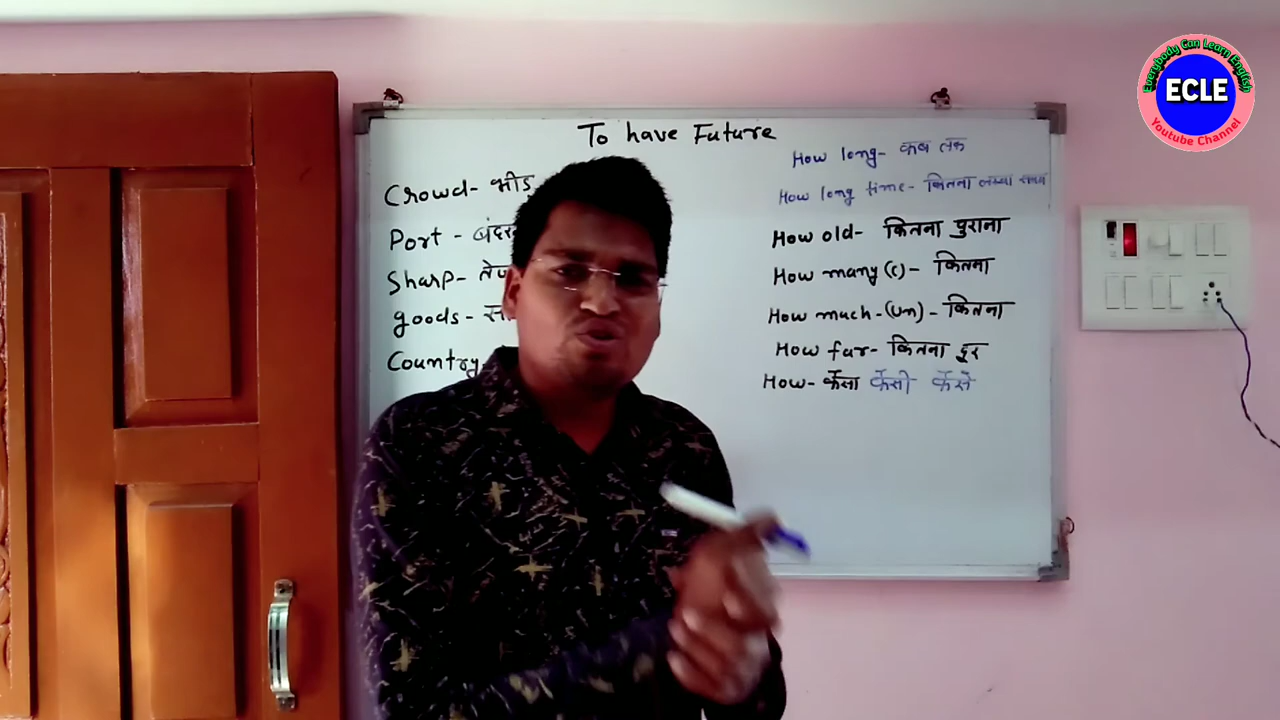 To have Future
Crowd- भीड़
Port - बंदर
Sharp- तेज
goods - स
Country
How long- कब तक
How long time- कितना लम्बा समय
How old- कितना पुराना
How many (c) - कितना
How much-(un) - कितना
How far- कितना दूर
How- कैसा कैसी कैसे
Everybody Can Learn English
ECLE
Youtube Channel